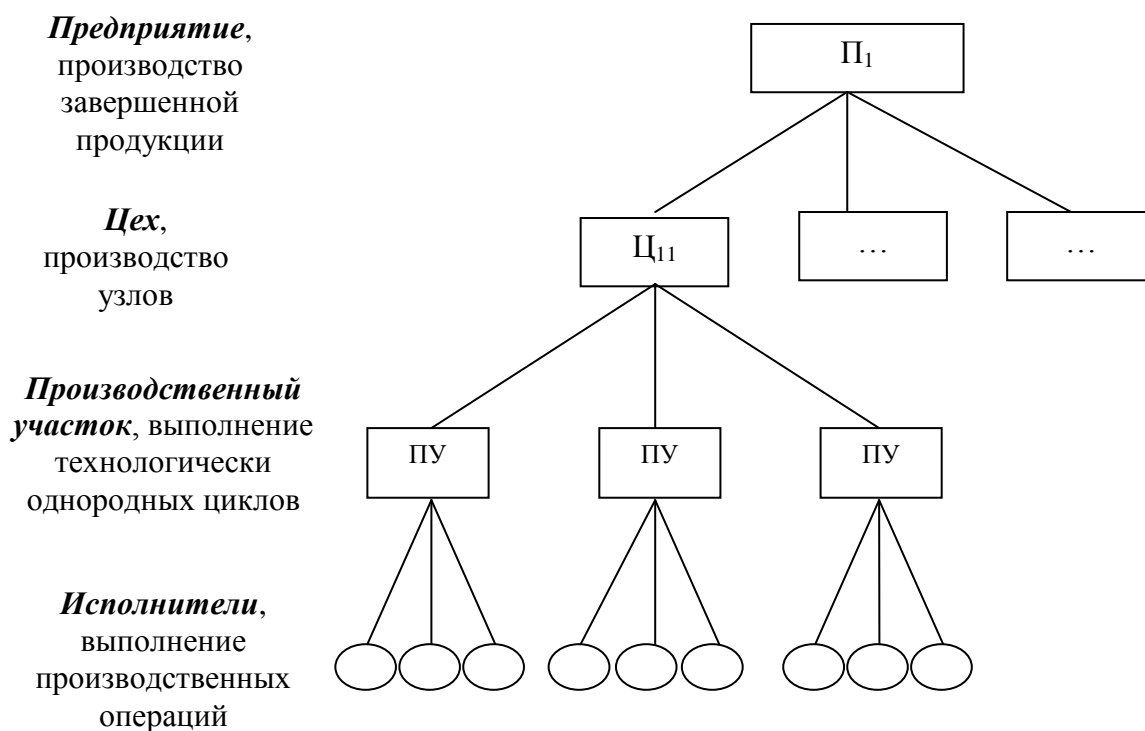 Предприятие,
производство
завершенной
продукции
П₁
Цех,
производство
узлов
Ц₁₁
…
…
Производственный
участок, выполнение
технологически
однородных циклов
ПУ
ПУ
ПУ
Исполнители,
выполнение
производственных
операций